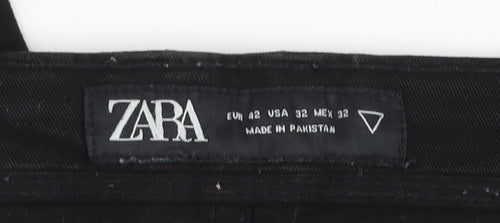 ZARA
EUR 42 USA 32 MEX 32
MADE IN PAKISTAN